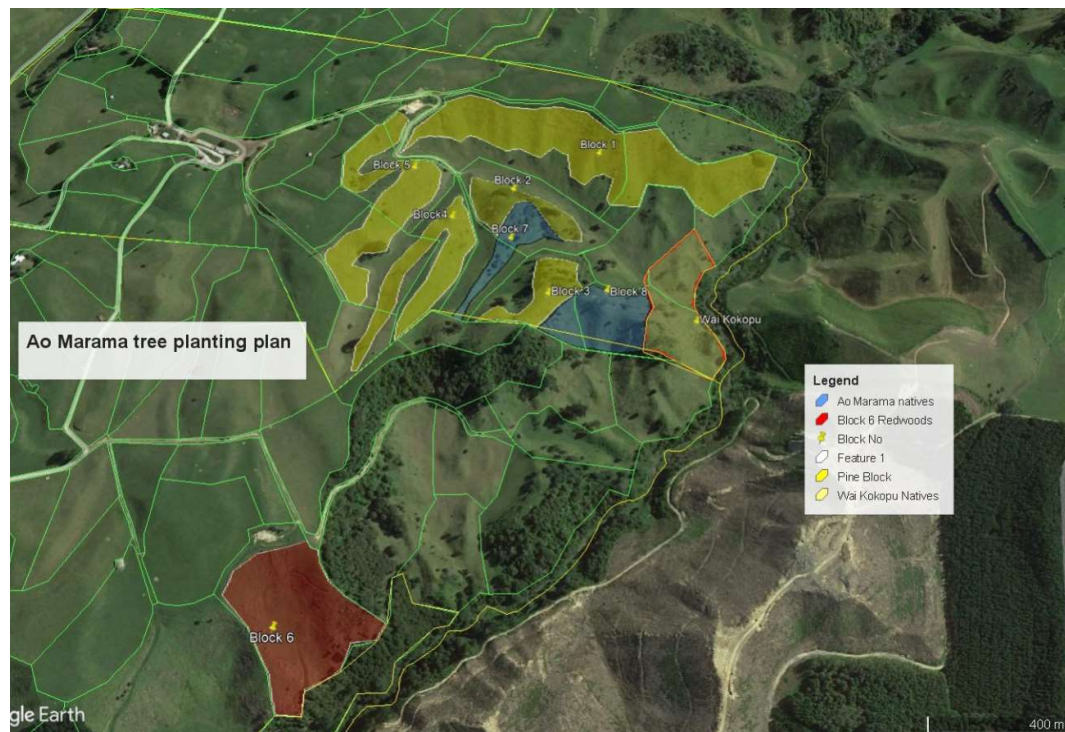 Block 1
Block 5
Block 2
Block4
Block 7
Block 3
Block 8
Wai Kokopu
Ao Marama tree planting plan
Legend
Ao Marama natives
Block 6 Redwoods
Block No
Feature 1
Pine Block
Wai Kokopu Natives
Block 6
gle Earth
400 m